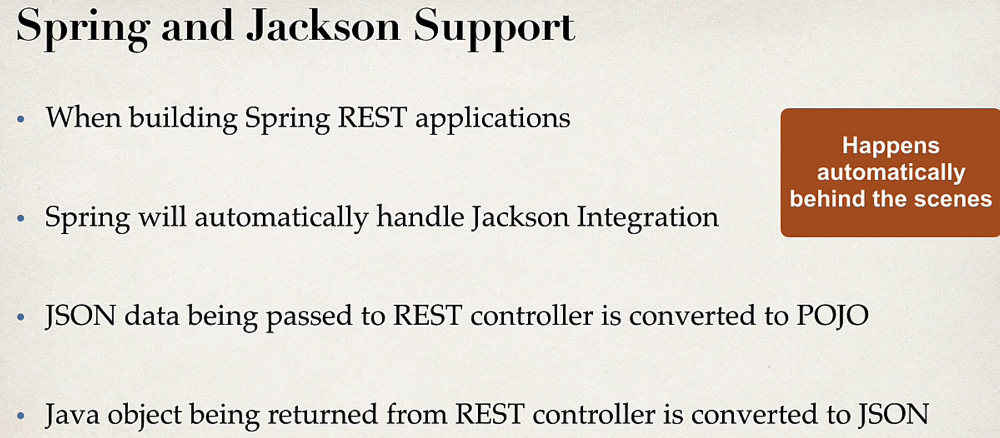 Spring and Jackson Support
• When building Spring REST applications
Happens
automatically
behind the scenes
• Spring will automatically handle Jackson Integration
• JSON data being passed to REST controller is converted to POJO
• Java object being returned from REST controller is converted to JSON